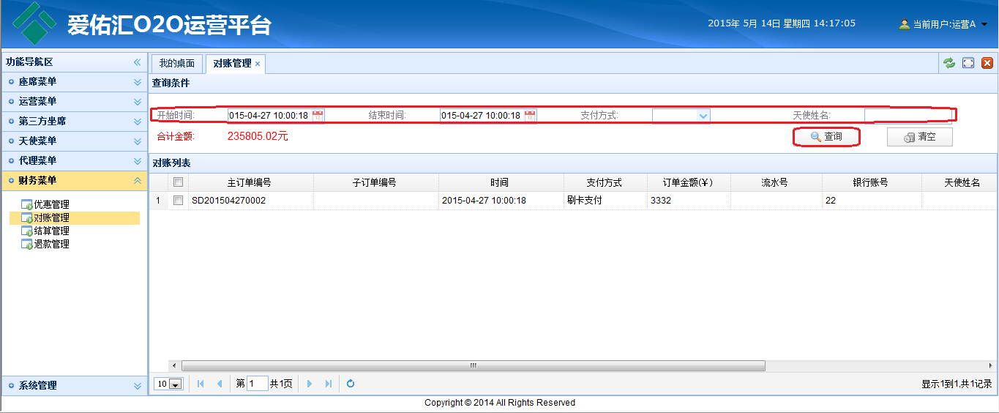 爱佑汇O2O运营平台
2015年 5月 14日 星期四 14:17:05
当前用户:运营A
功能导航区
座席菜单
运营菜单
第三方坐席
天使菜单
代理菜单
财务菜单
优惠管理
对账管理
结算管理
退款管理
系统管理
我的桌面 对账管理
查询条件
开始时间: 015-04-27 10:00:18 结束时间: 015-04-27 10:00:18 支付方式: 天使姓名:
合计金额: 235805.02元 查询 清空
对账列表
主订单编号 子订单编号 时间 支付方式 订单金额(¥) 流水号 银行账号 天使姓名
1 SD201504270002 2015-04-27 10:00:18 刷卡支付 3332 22
10 第 1 共1页 显示1到1,共1记录
Copyright © 2014 All Rights Reserved